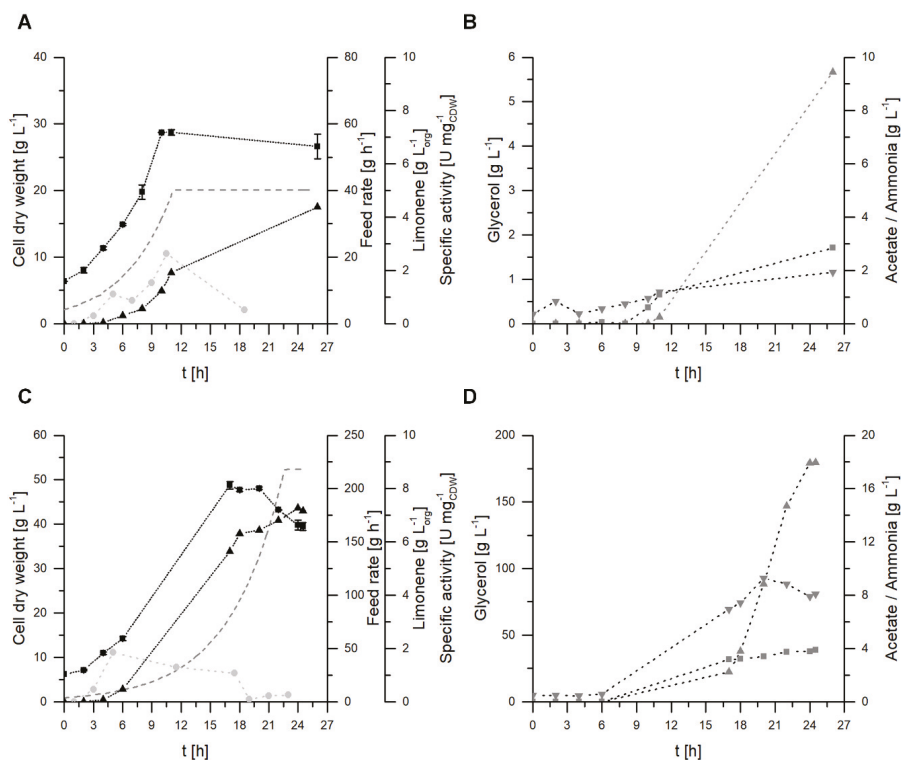 A
Cell dry weight [g L⁻¹]
40
30
20
10
0
Feed rate [g h⁻¹]
80
60
40
20
0
Limonene [g L⁻¹org]
Specific activity [U mg⁻¹CDW]
10
8
6
4
2
0
0 3 6 9 12 15 18 21 24 27
t [h]
B
Glycerol [g L⁻¹]
6
5
4
3
2
1
0
Acetate / Ammonia [g L⁻¹]
10
8
6
4
2
0
0 3 6 9 12 15 18 21 24 27
t [h]
C
Cell dry weight [g L⁻¹]
60
50
40
30
20
10
0
Feed rate [g h⁻¹]
250
200
150
100
50
0
Limonene [g L⁻¹org]
Specific activity [U mg⁻¹CDW]
10
8
6
4
2
0
0 3 6 9 12 15 18 21 24 27
t [h]
D
Glycerol [g L⁻¹]
200
150
100
50
0
Acetate / Ammonia [g L⁻¹]
20
16
12
8
4
0
0 3 6 9 12 15 18 21 24 27
t [h]